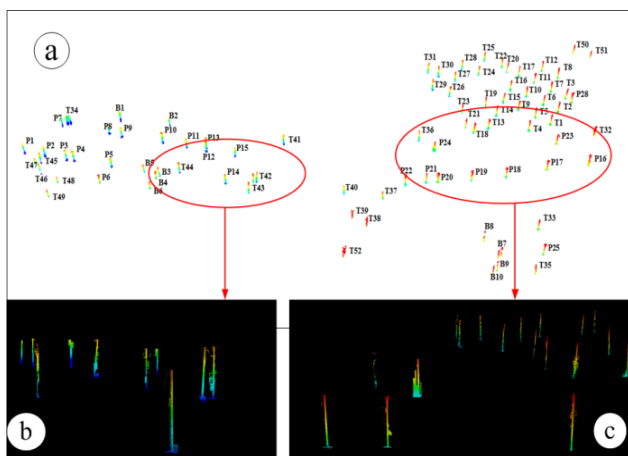 a
T50
T25
T51
T31
T30
T28
T22
T20
T12
T17
T8
T27
T24
T11
T29
T26
T16
T10
T7
T3
P28
T19
T15
T6
T23
T14
T9
T5
T2
P7
T34
B1
B2
T21
T13
T4
T1
T32
P8
P9
P10
P11
P13
T41
T36
T18
P23
P1
P2
P3
P4
P12
P15
P24
T47
T45
P5
B5
B3
T44
P17
P16
T46
T48
P6
B4
B6
P14
T42
T43
P22
P21
P20
P19
P18
T49
T40
T37
T39
T38
T33
B8
T52
B7
P25
B9
B10
T35
b
c